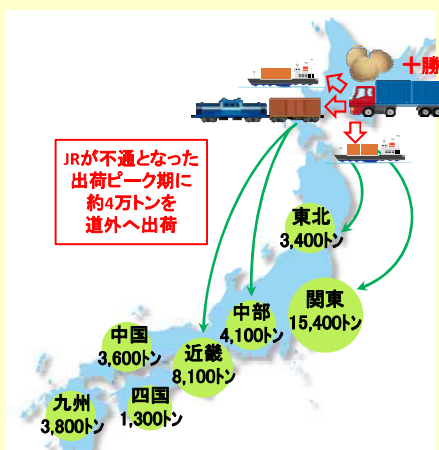 十勝
JRが不通となった
出荷ピーク期に
約4万トンを
道外へ出荷
東北
3,400トン
関東
15,400トン
中部
4,100トン
近畿
8,100トン
中国
3,600トン
四国
1,300トン
九州
3,800トン